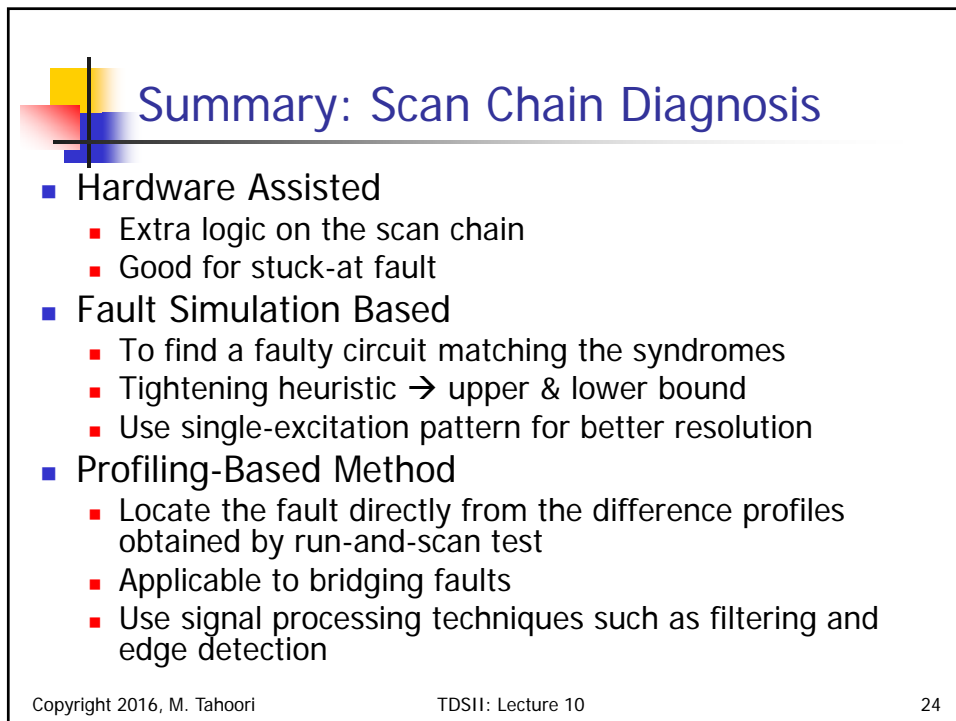 Summary: Scan Chain Diagnosis
Hardware Assisted
Extra logic on the scan chain
Good for stuck-at fault
Fault Simulation Based
To find a faulty circuit matching the syndromes
Tightening heuristic → upper & lower bound
Use single-excitation pattern for better resolution
Profiling-Based Method
Locate the fault directly from the difference profiles
obtained by run-and-scan test
Applicable to bridging faults
Use signal processing techniques such as filtering and
edge detection
Copyright 2016, M. Tahoori TDSII: Lecture 10 24